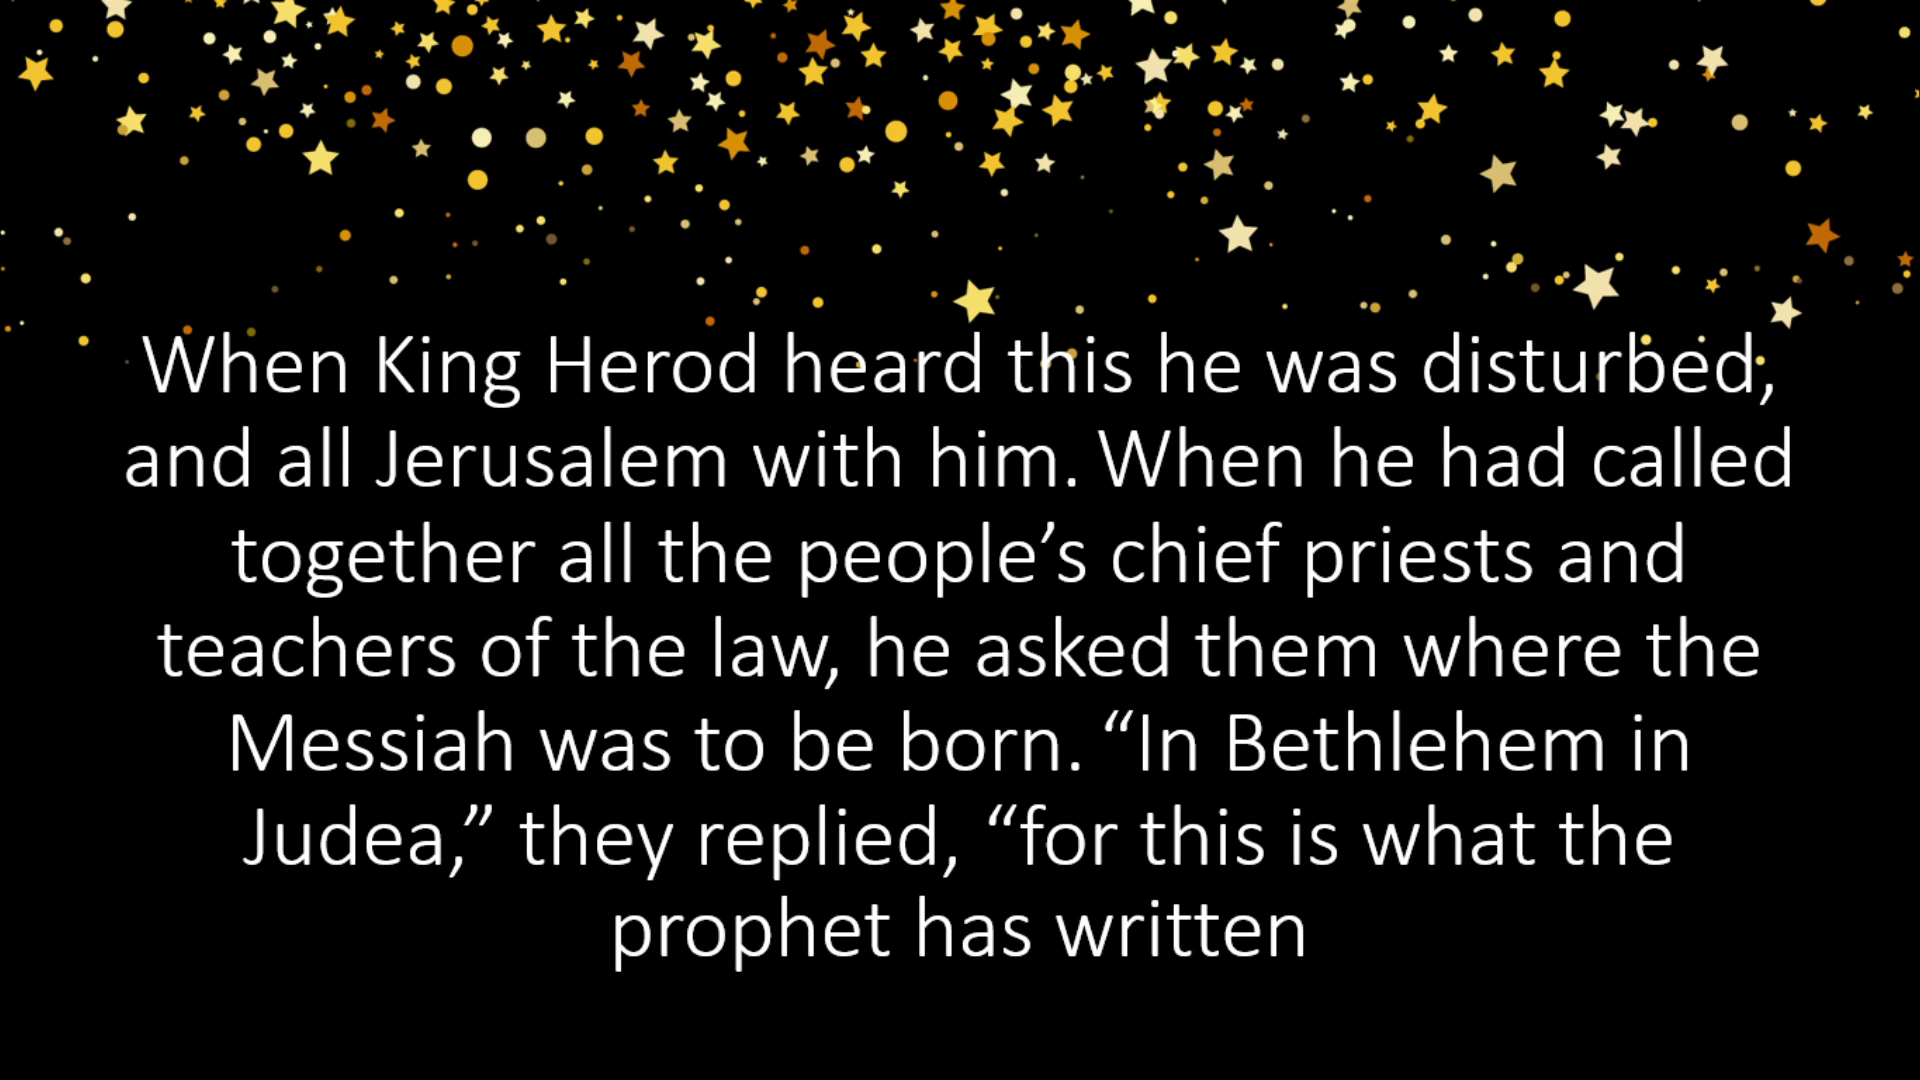 When King Herod heard this he was disturbed,
and all Jerusalem with him. When he had called
together all the people’s chief priests and
teachers of the law, he asked them where the
Messiah was to be born. “In Bethlehem in
Judea,” they replied, “for this is what the
prophet has written